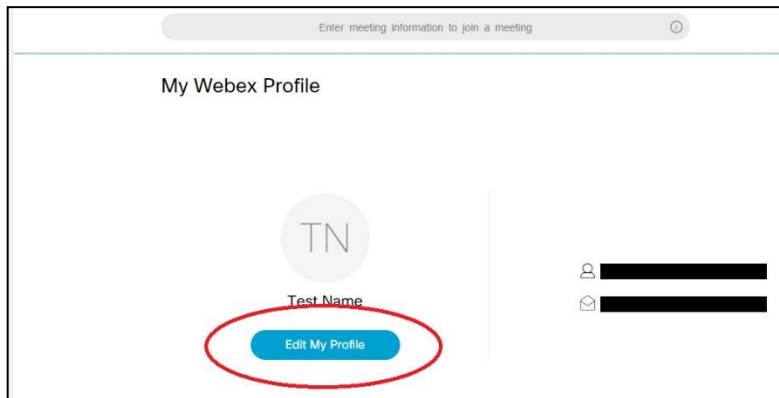 Enter meeting information to join a meeting
My Webex Profile
TN
Test Name
Edit My Profile